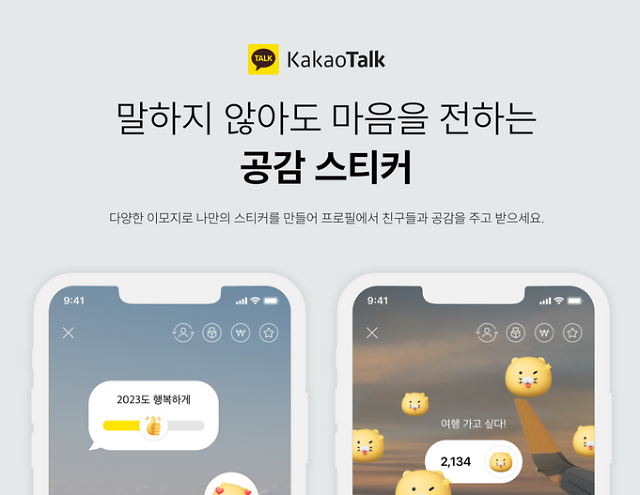 TALK KakaoTalk
말하지 않아도 마음을 전하는
공감 스티커
다양한 이모지로 나만의 스티커를 만들어 프로필에서 친구들과 공감을 주고 받으세요.
9:41
₩
2023도 행복하게
9:41
₩
여행 가고 싶다!
2,134